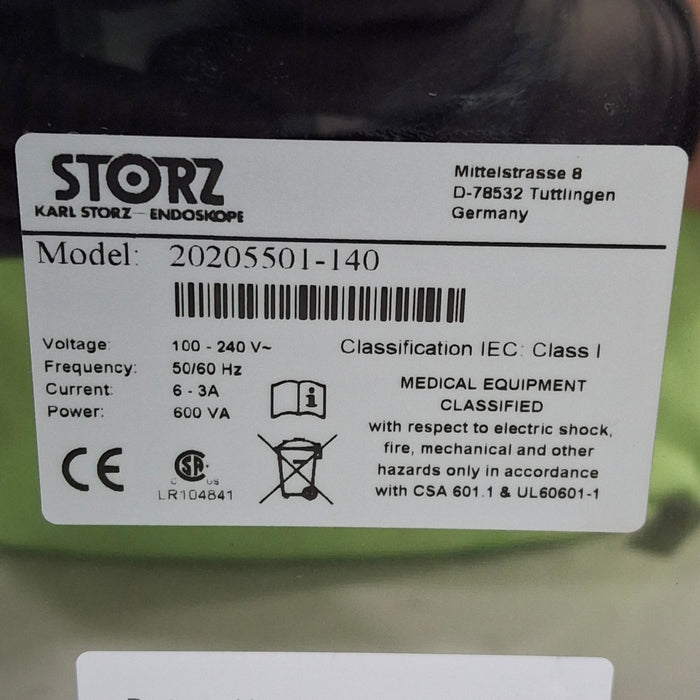 STORZ
KARL STORZ — ENDOSKOPE
Mittelstrasse 8
D-78532 Tuttlingen
Germany
Model: 20205501-140
Voltage: 100 - 240 V~
Frequency: 50/60 Hz
Current: 6 - 3A
Power: 600 VA
Classification IEC: Class I
i
MEDICAL EQUIPMENT
CLASSIFIED
with respect to electric shock,
fire, mechanical and other
hazards only in accordance
with CSA 601.1 & UL60601-1
CE
SA
C US
LR104841